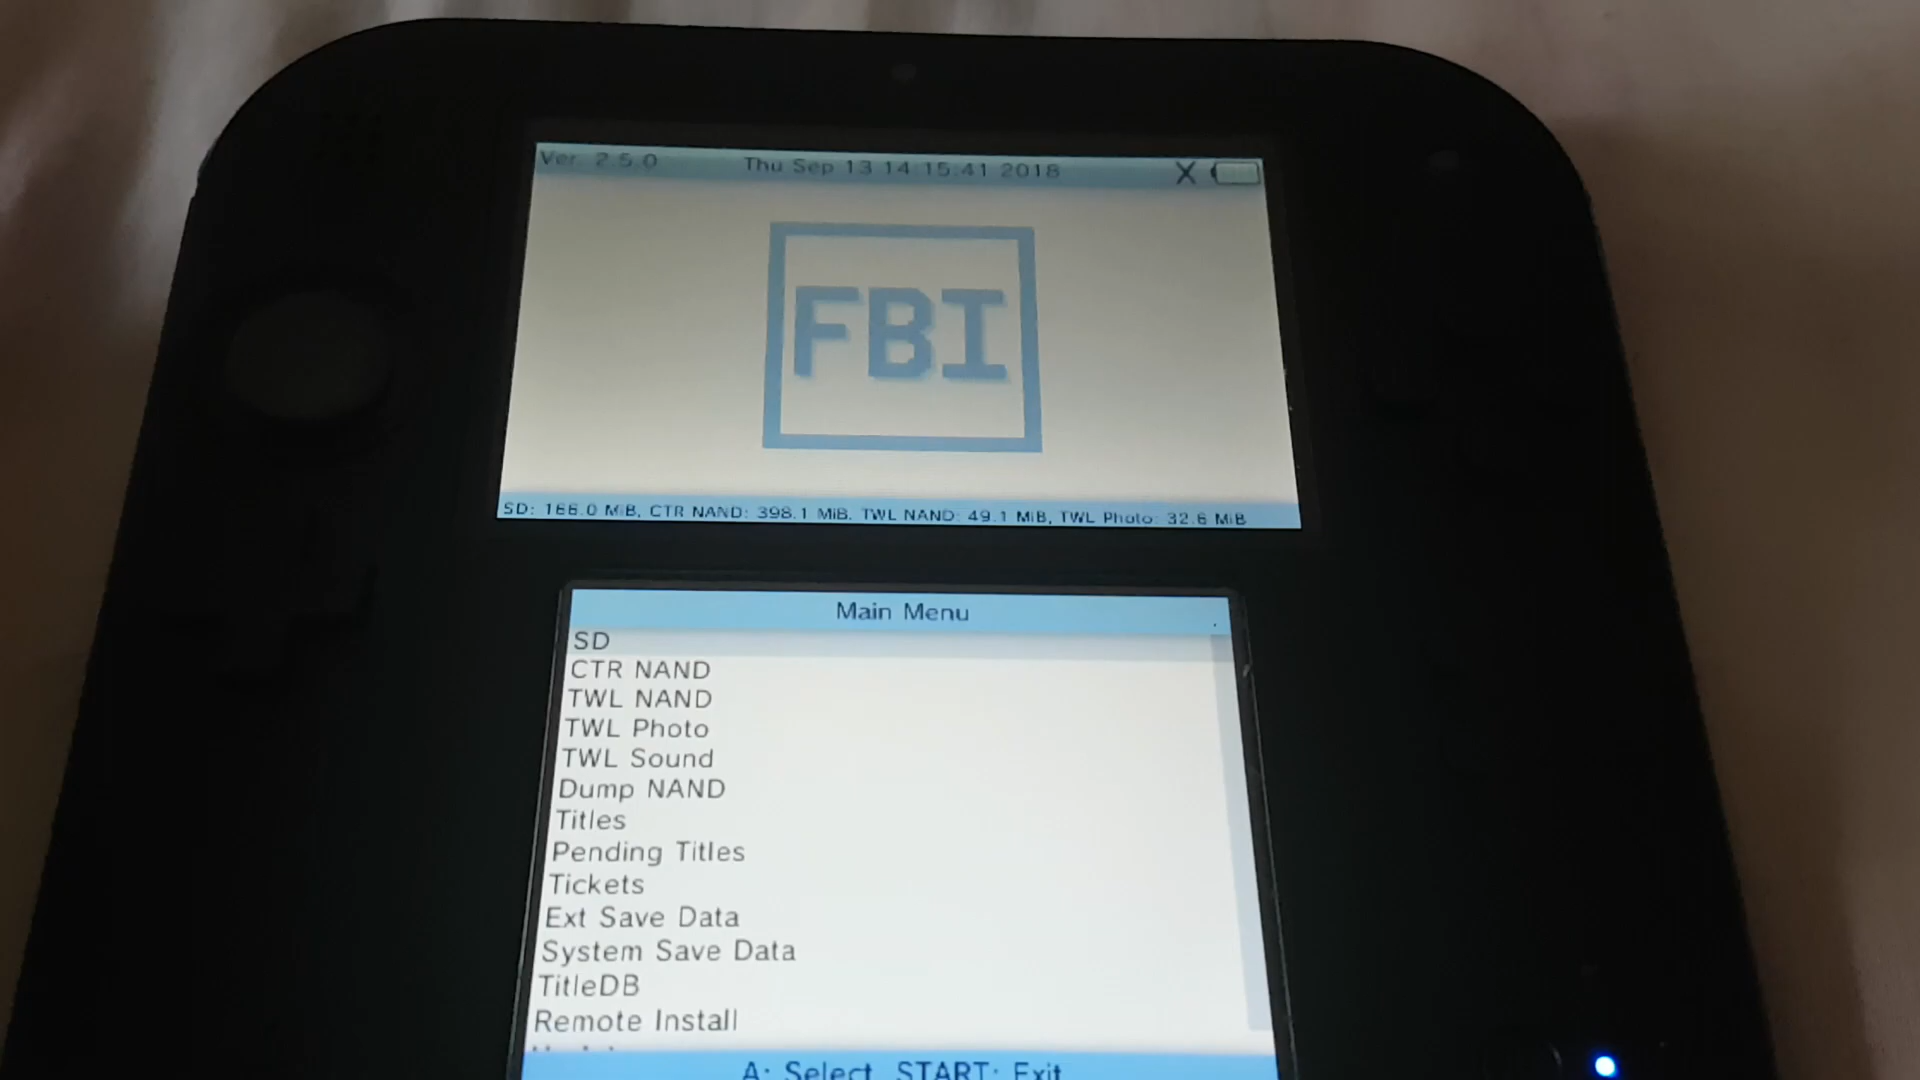 Ver. 2.5.0 Thu Sep 13 14:15:41 2018 X
FBI
SD: 166.0 MiB, CTR NAND: 398.1 MiB, TWL NAND: 49.1 MiB, TWL Photo: 32.6 MiB
Main Menu
SD
CTR NAND
TWL NAND
TWL Photo
TWL Sound
Dump NAND
Titles
Pending Titles
Tickets
Ext Save Data
System Save Data
TitleDB
Remote Install
A: Select, START: Exit